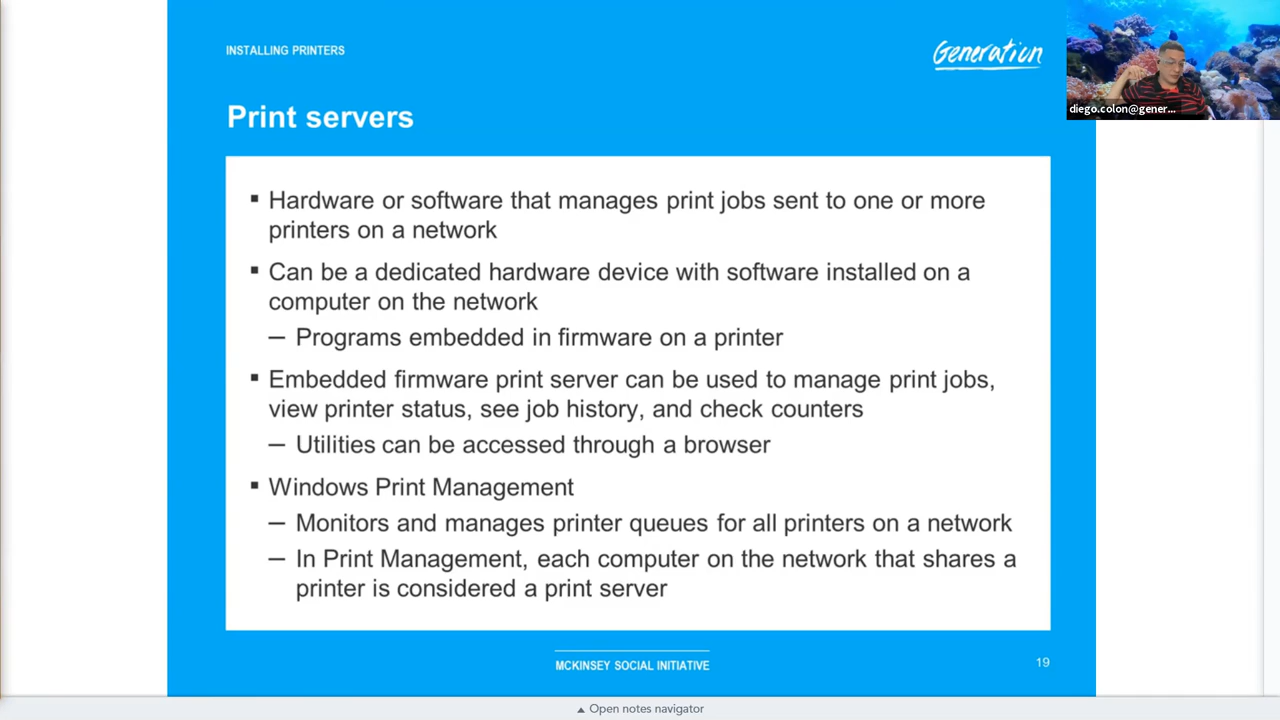 INSTALLING PRINTERS
Generation
diego.colon@gener...
Print servers
▪ Hardware or software that manages print jobs sent to one or more
printers on a network
▪ Can be a dedicated hardware device with software installed on a
computer on the network
– Programs embedded in firmware on a printer
▪ Embedded firmware print server can be used to manage print jobs,
view printer status, see job history, and check counters
– Utilities can be accessed through a browser
▪ Windows Print Management
– Monitors and manages printer queues for all printers on a network
– In Print Management, each computer on the network that shares a
printer is considered a print server
MCKINSEY SOCIAL INITIATIVE
19
▲ Open notes navigator